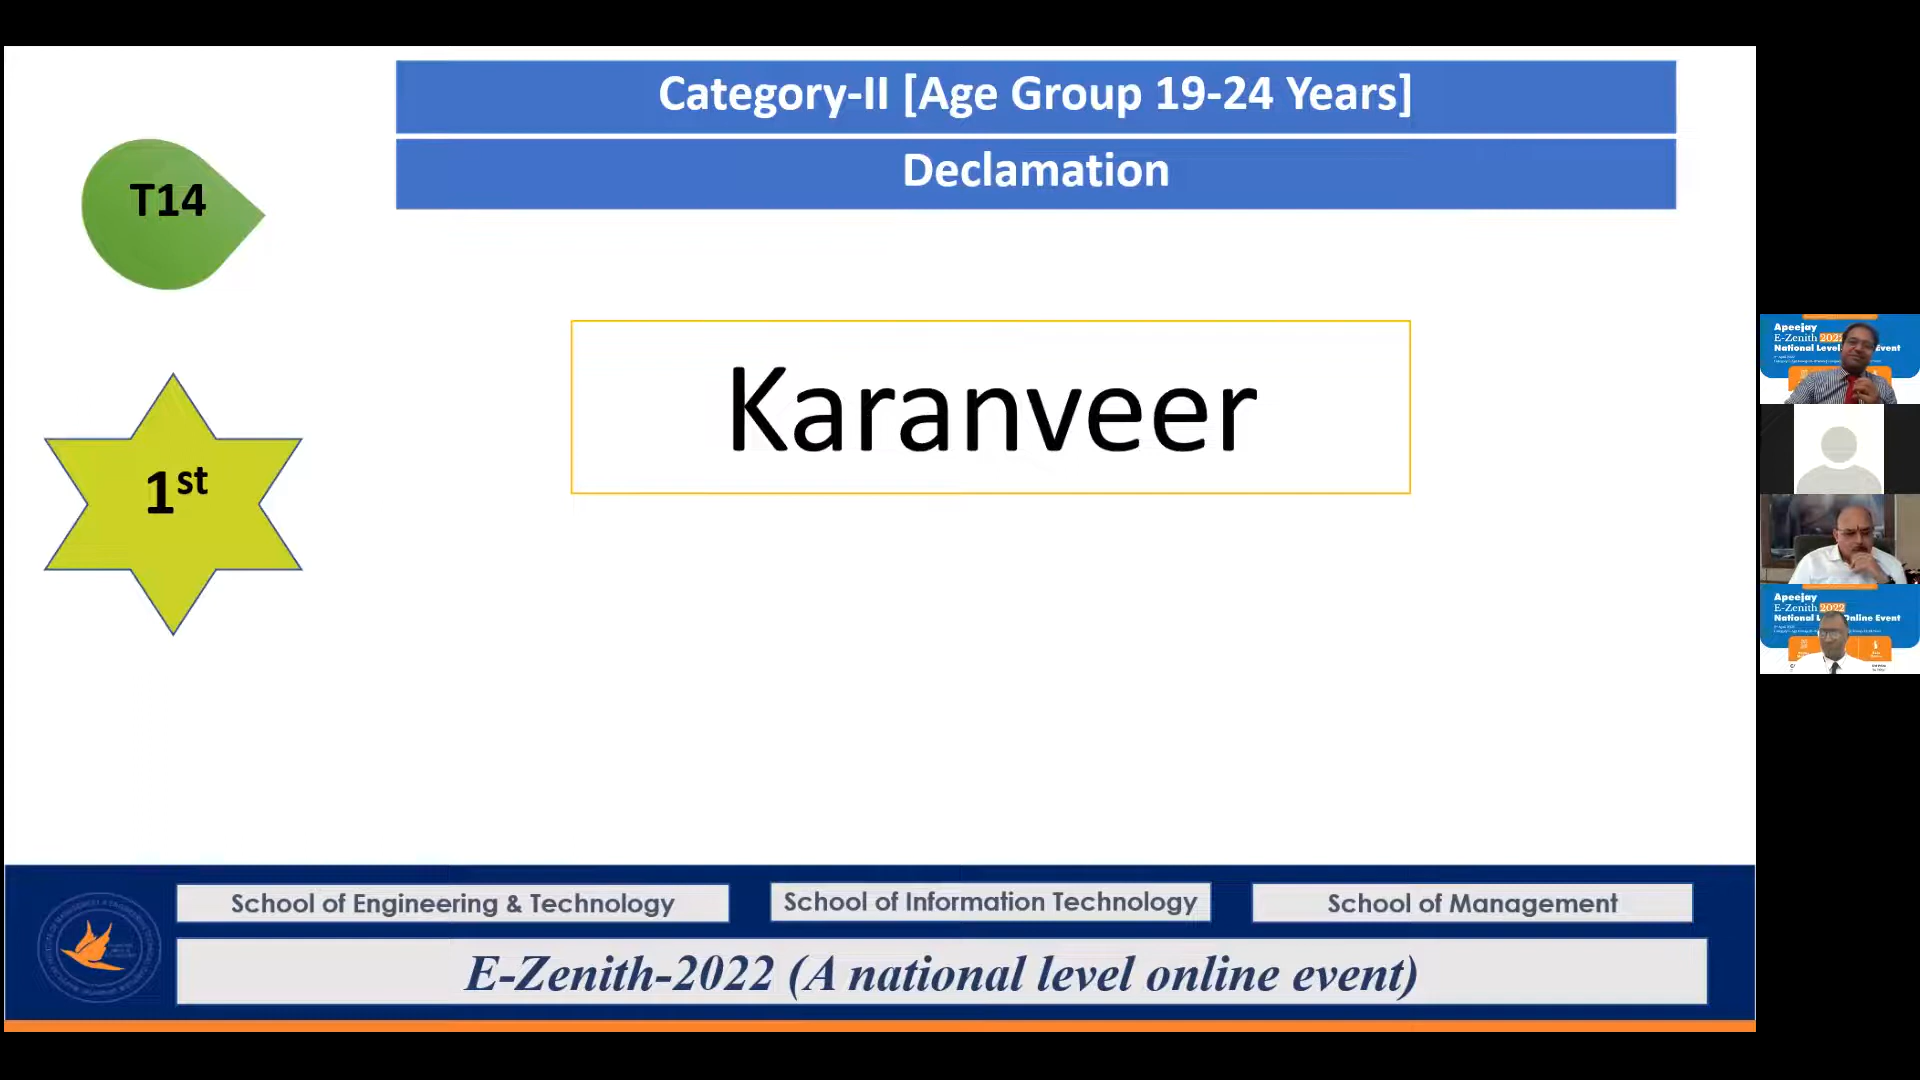 Category-II [Age Group 19-24 Years]
Declamation
T14
Karanveer
1st
School of Engineering & Technology
School of Information Technology
School of Management
E-Zenith-2022 (A national level online event)
Apeejay
E-Zenith 2022
National Level
Event
Apeejay
E-Zenith 2022
National L
Online Event